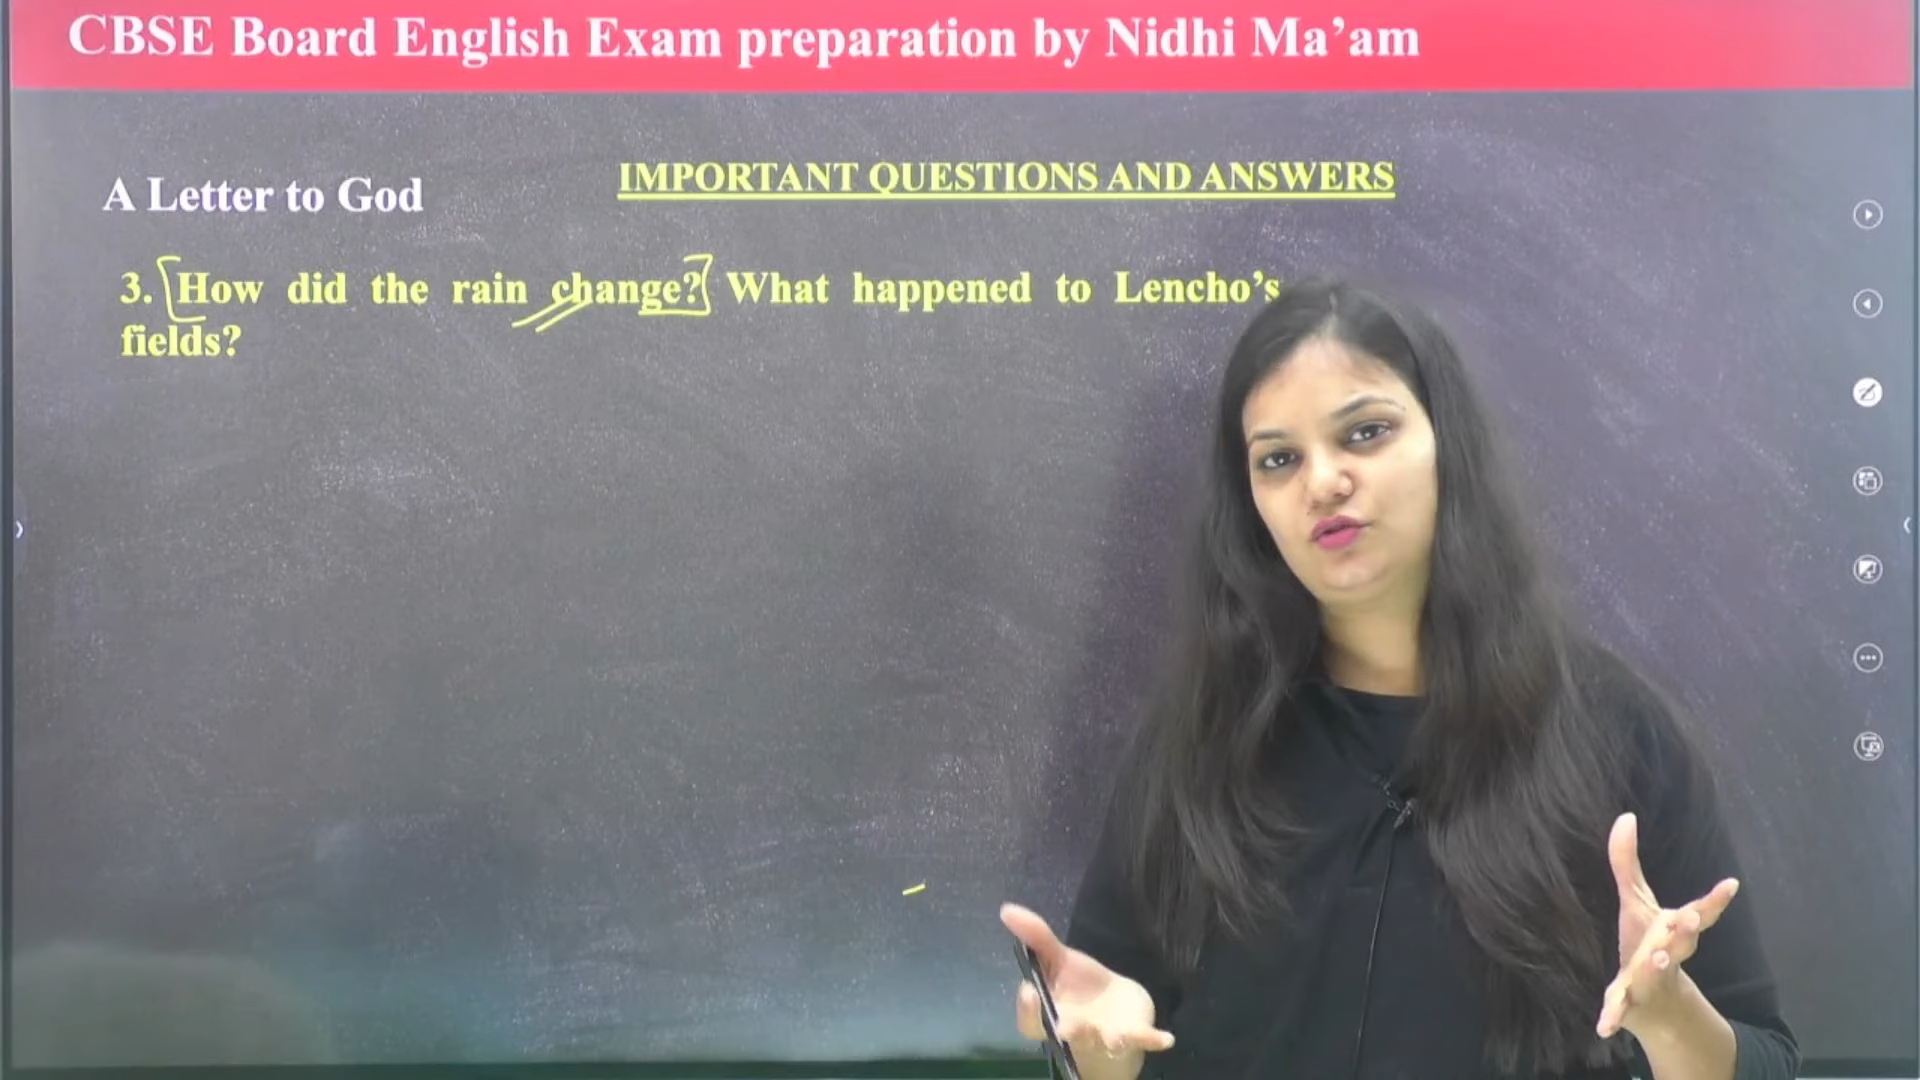 CBSE Board English Exam preparation by Nidhi Ma’am
IMPORTANT QUESTIONS AND ANSWERS
A Letter to God
3. How did the rain change? What happened to Lencho’s
fields?